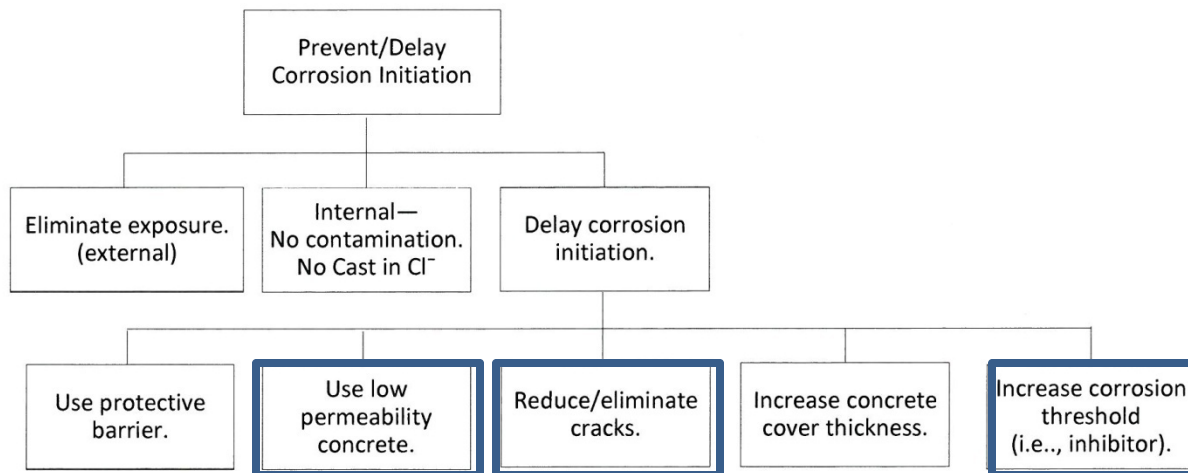 Prevent/Delay
Corrosion Initiation
Eliminate exposure.
(external)
Internal—
No contamination.
No Cast in Cl⁻
Delay corrosion
initiation.
Use protective
barrier.
Use low
permeability
concrete.
Reduce/eliminate
cracks.
Increase concrete
cover thickness.
Increase corrosion
threshold
(i.e.., inhibitor).